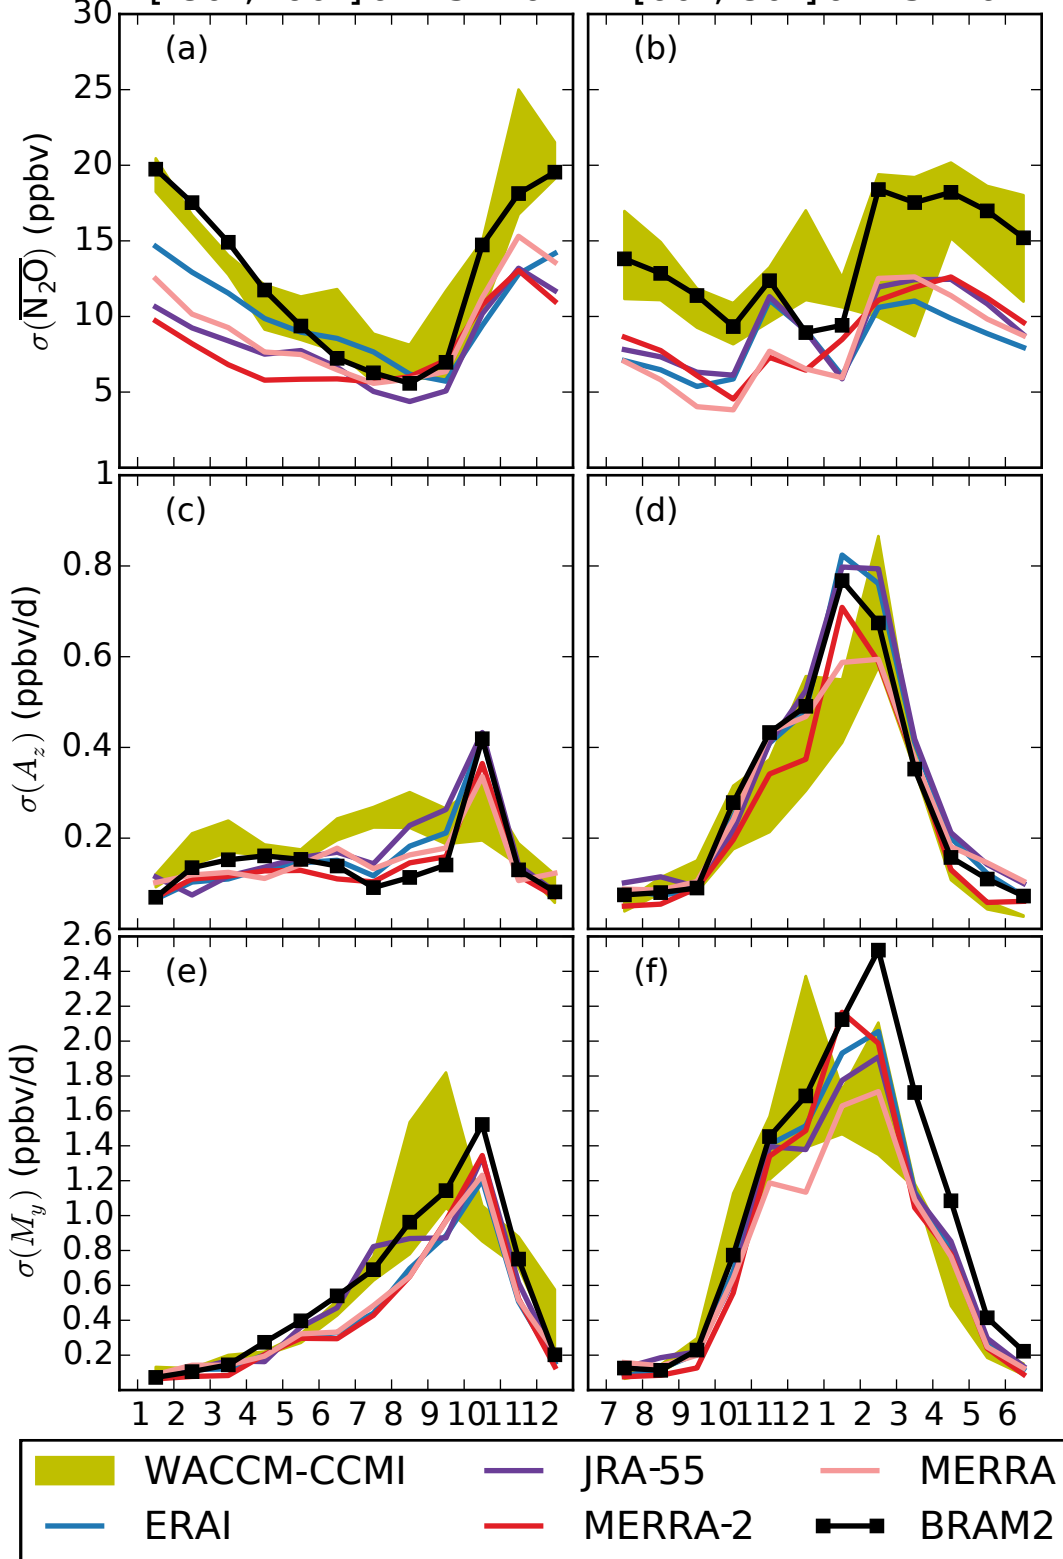 (a) (b)
30
25
20
15
10
5
1
σ(N₂O) (ppbv)
(c) (d)
1
0.8
0.6
0.4
0.2
σ(A_z) (ppbv/d)
(e) (f)
2.6
2.4
2.2
2.0
1.8
1.6
1.4
1.2
1.0
0.8
0.6
0.4
0.2
σ(M_y) (ppbv/d)
1 2 3 4 5 6 7 8 9 10 11 12 7 8 9 10 11 12 1 2 3 4 5 6
WACCM-CCMI JRA-55 MERRA
ERAI MERRA-2 BRAM2